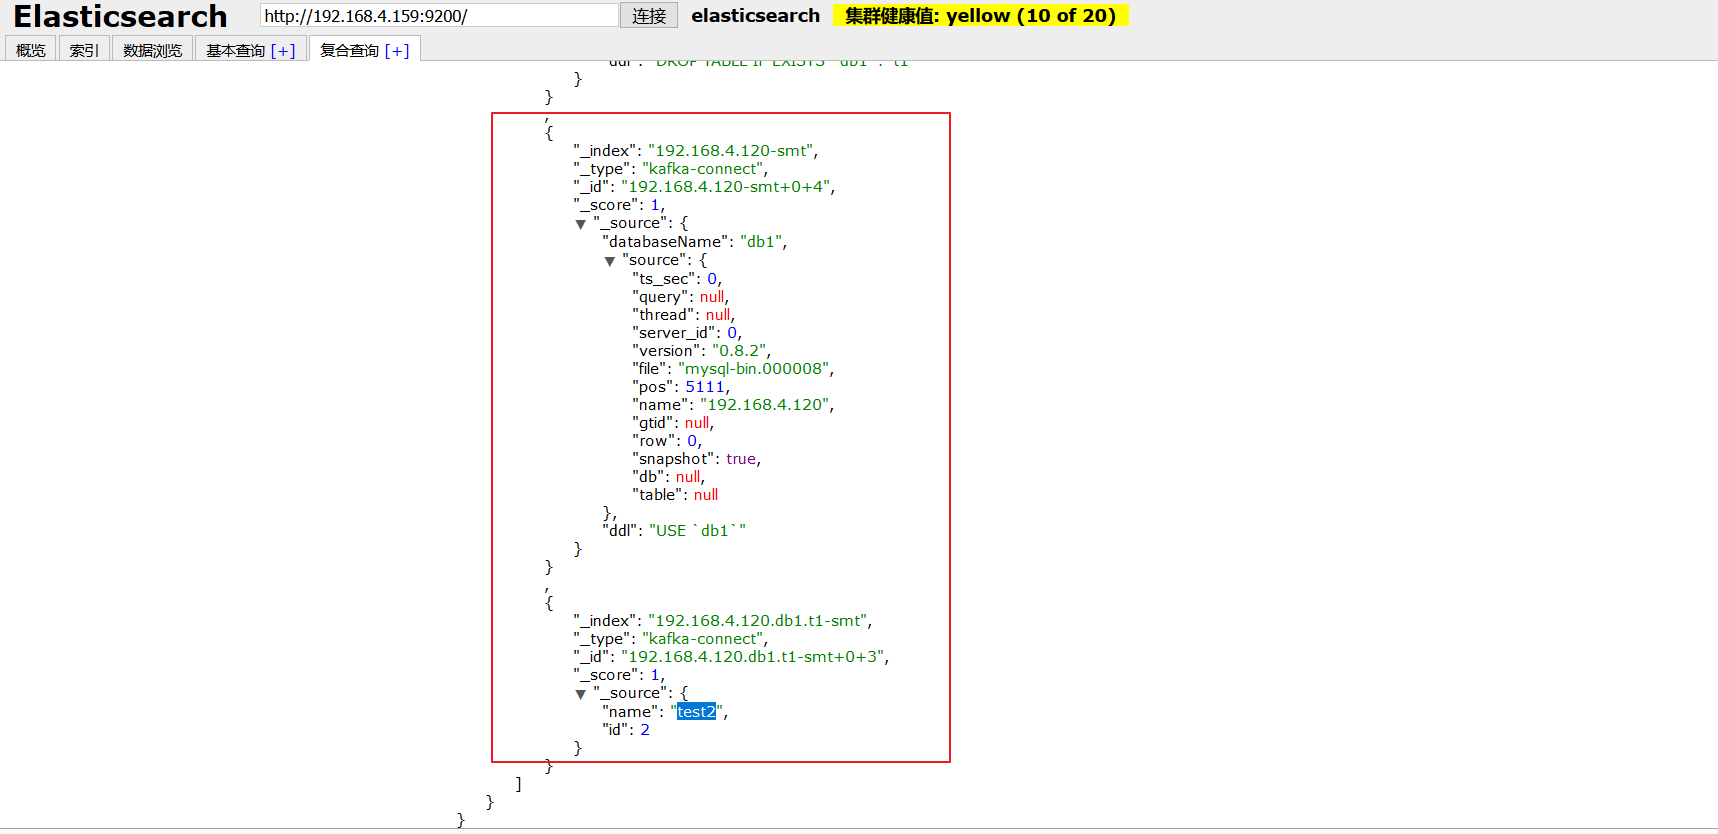 Elasticsearch http://192.168.4.159:9200/ 连接 elasticsearch 集群健康值: yellow (10 of 20)
概览 索引 数据浏览 基本查询 [+] 复合查询 [+]
"ddl": "DROP TABLE IF EXISTS `db1`.`t1`"
}
}
,
{
"_index": "192.168.4.120-smt",
"_type": "kafka-connect",
"_id": "192.168.4.120-smt+0+4",
"_score": 1,
▼ "_source": {
"databaseName": "db1",
▼ "source": {
"ts_sec": 0,
"query": null,
"thread": null,
"server_id": 0,
"version": "0.8.2",
"file": "mysql-bin.000008",
"pos": 5111,
"name": "192.168.4.120",
"gtid": null,
"row": 0,
"snapshot": true,
"db": null,
"table": null
},
"ddl": "USE `db1`"
}
}
,
{
"_index": "192.168.4.120.db1.t1-smt",
"_type": "kafka-connect",
"_id": "192.168.4.120.db1.t1-smt+0+3",
"_score": 1,
▼ "_source": {
"name": "test2",
"id": 2
}
}
]
}
}